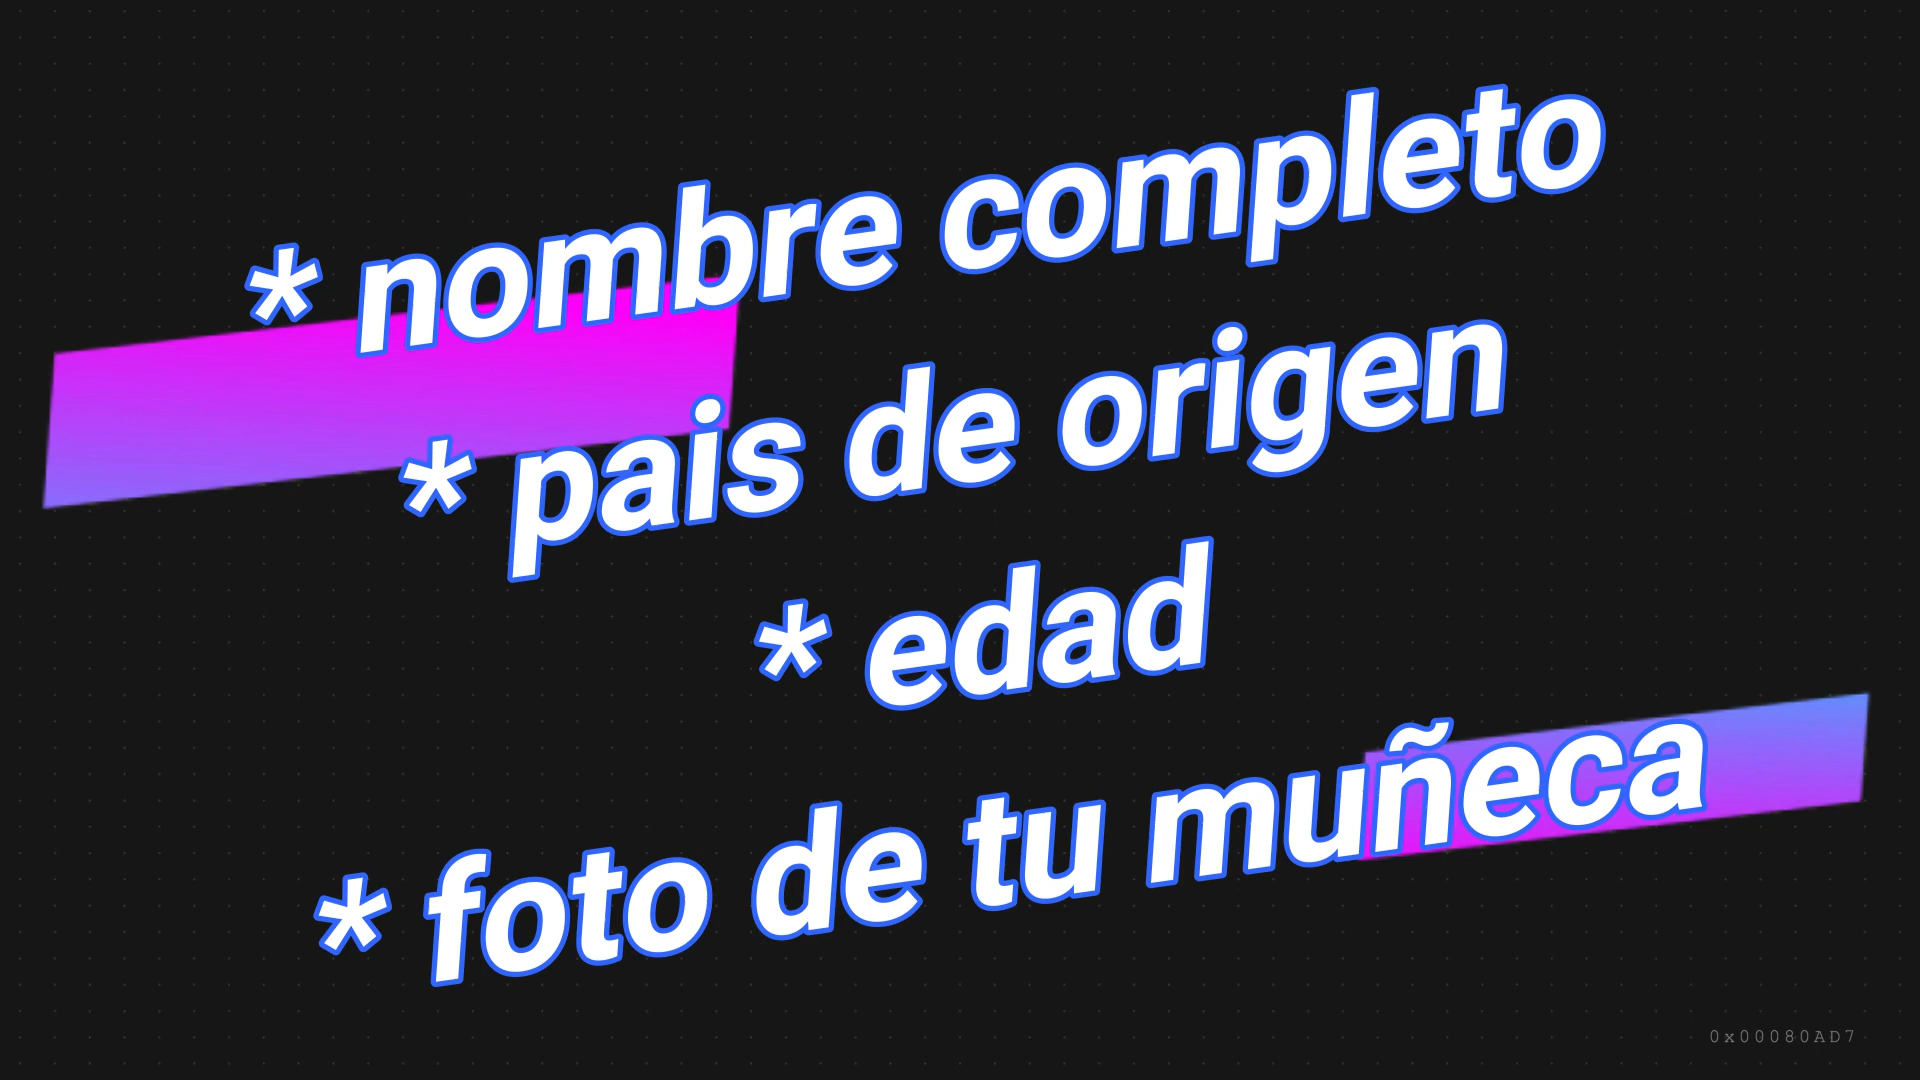 * nombre completo
* pais de origen
* edad
* foto de tu muñeca
0x00080AD7